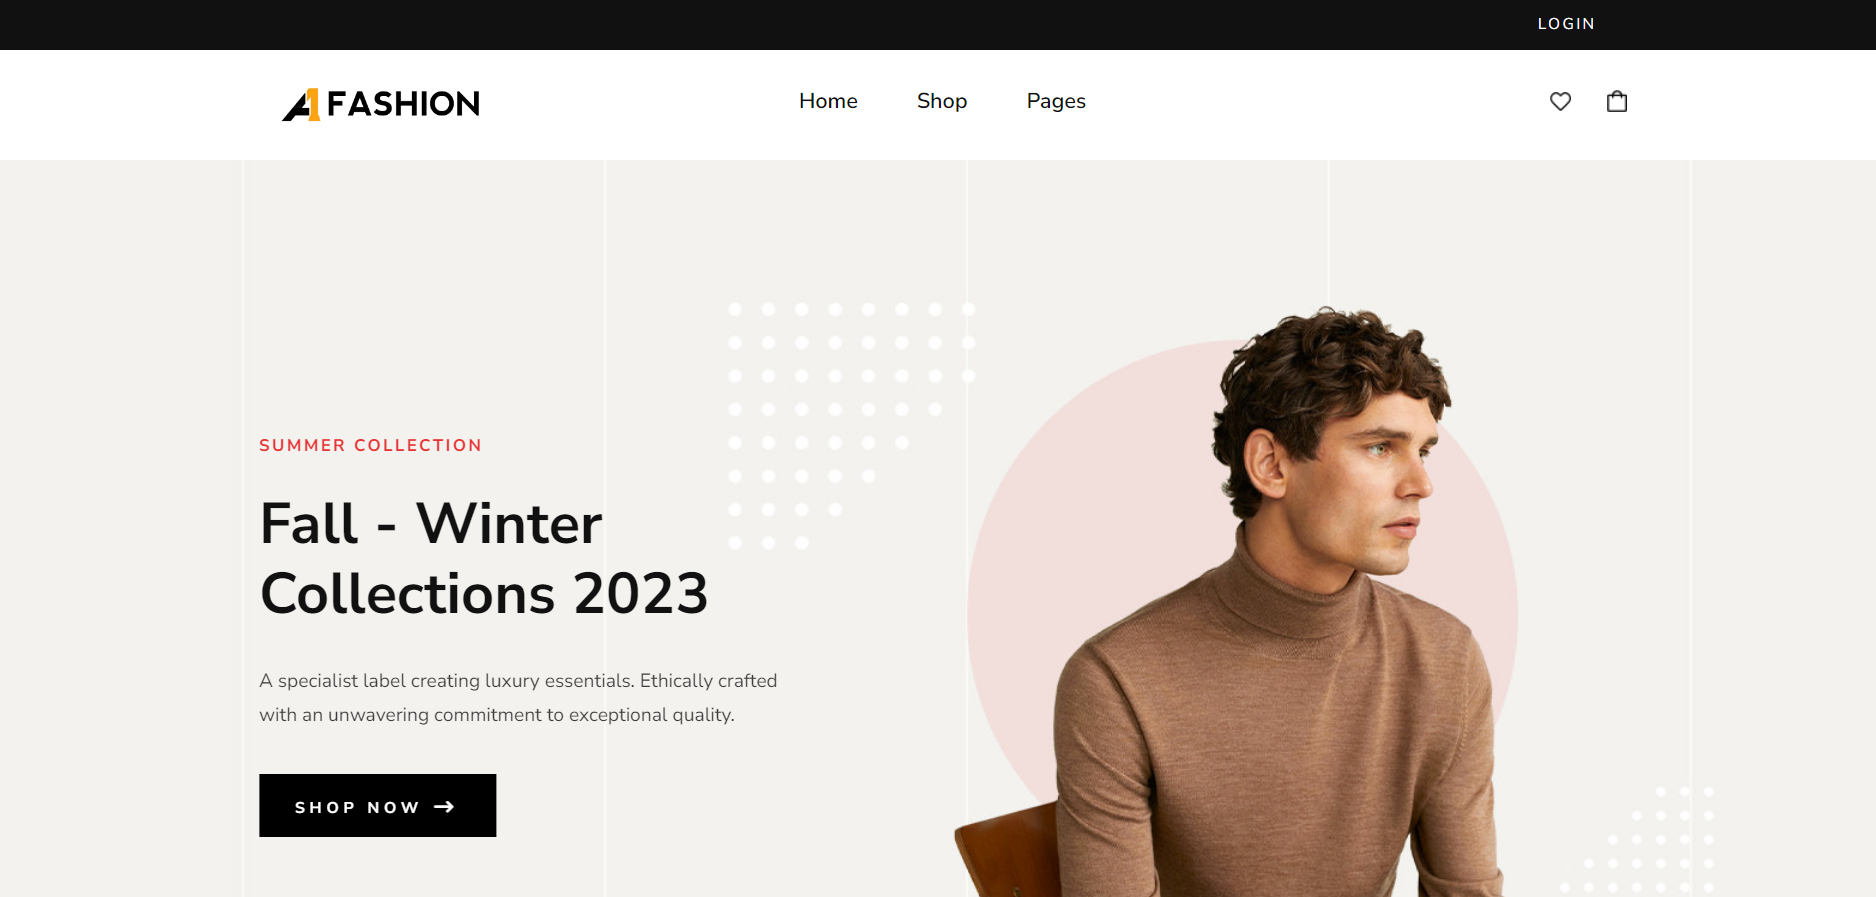 LOGIN
A FASHION
Home
Shop
Pages
SUMMER COLLECTION
Fall - Winter
Collections 2023
A specialist label creating luxury essentials. Ethically crafted
with an unwavering commitment to exceptional quality.
SHOP NOW →